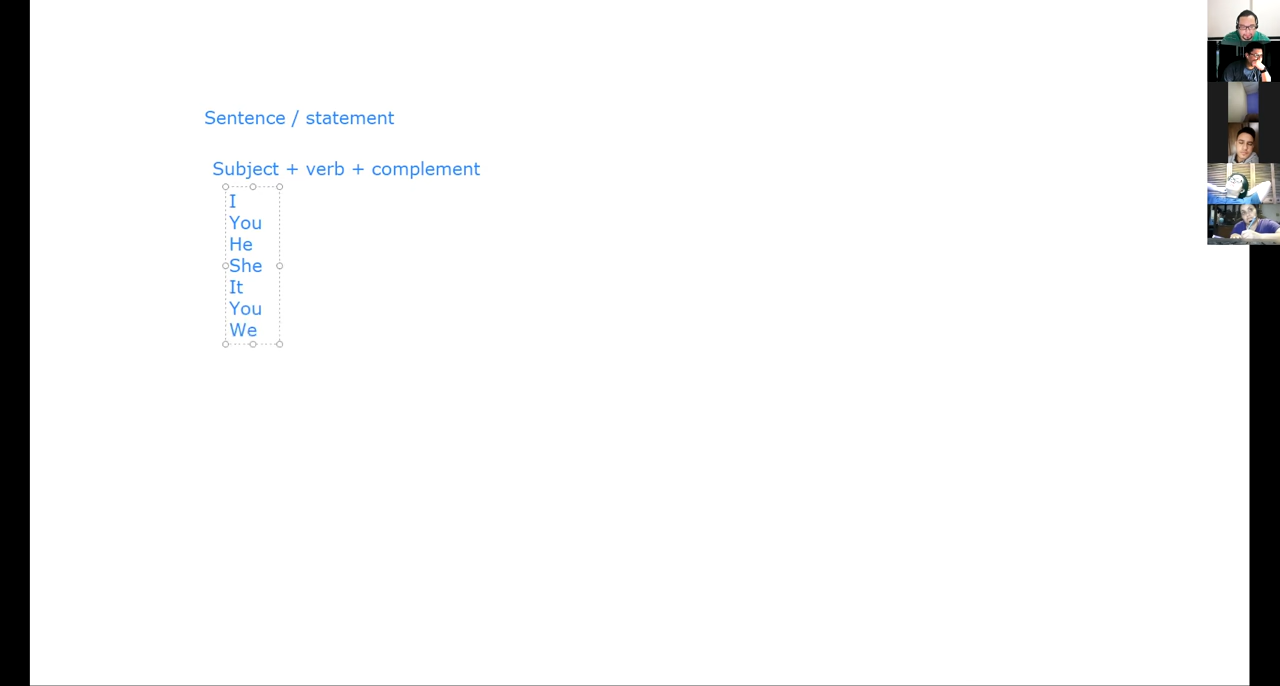 Sentence / statement
Subject + verb + complement
I
You
He
She
It
You
We